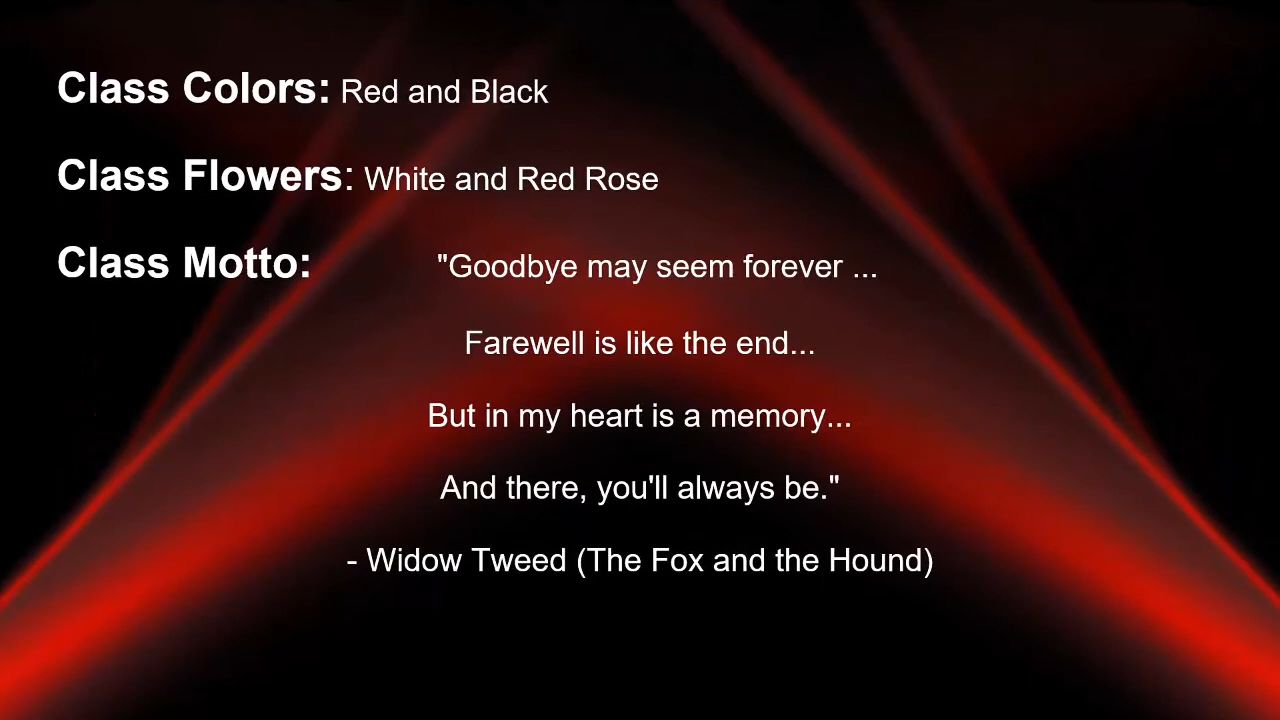 Class Colors: Red and Black
Class Flowers: White and Red Rose
Class Motto: "Goodbye may seem forever ...
Farewell is like the end...
But in my heart is a memory...
And there, you'll always be."
- Widow Tweed (The Fox and the Hound)